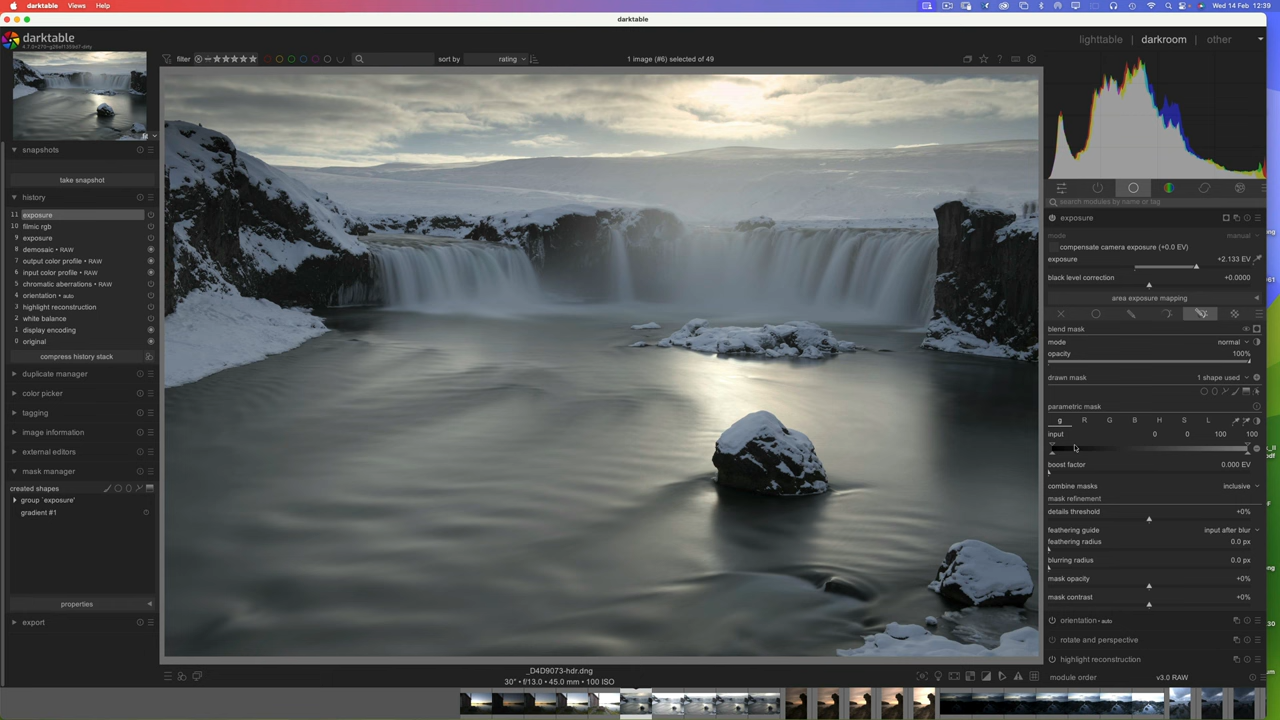 darktable Views Help
Wed 14 Feb 12:39
darktable
darktable
lighttable | darkroom | other
filter
sort by rating
1 image (#6) selected of 49
snapshots
take snapshot
history
11 exposure
10 filmic rgb
9 exposure
8 demosaic • RAW
7 output color profile • RAW
6 input color profile • RAW
5 chromatic aberrations • RAW
4 orientation • auto
3 highlight reconstruction
2 white balance
1 display encoding
0 original
compress history stack
duplicate manager
color picker
tagging
image information
external editors
mask manager
created shapes
group `exposure'
gradient #1
properties
export
search modules by name or tag
exposure
mode manual
compensate camera exposure (+0.0 EV)
exposure +2.133 EV
black level correction +0.0000
area exposure mapping
blend mask
mode normal
opacity 100%
drawn mask 1 shape used
parametric mask
g R G B H S L
input 0 0 100 100
boost factor 0.000 EV
combine masks inclusive
mask refinement
details threshold +0%
feathering guide input after blur
feathering radius 0.0 px
blurring radius 0.0 px
mask opacity +0%
mask contrast +0%
orientation • auto
rotate and perspective
highlight reconstruction
module order v3.0 RAW
_D4D9073-hdr.dng
30" • f/13.0 • 45.0 mm • 100 ISO